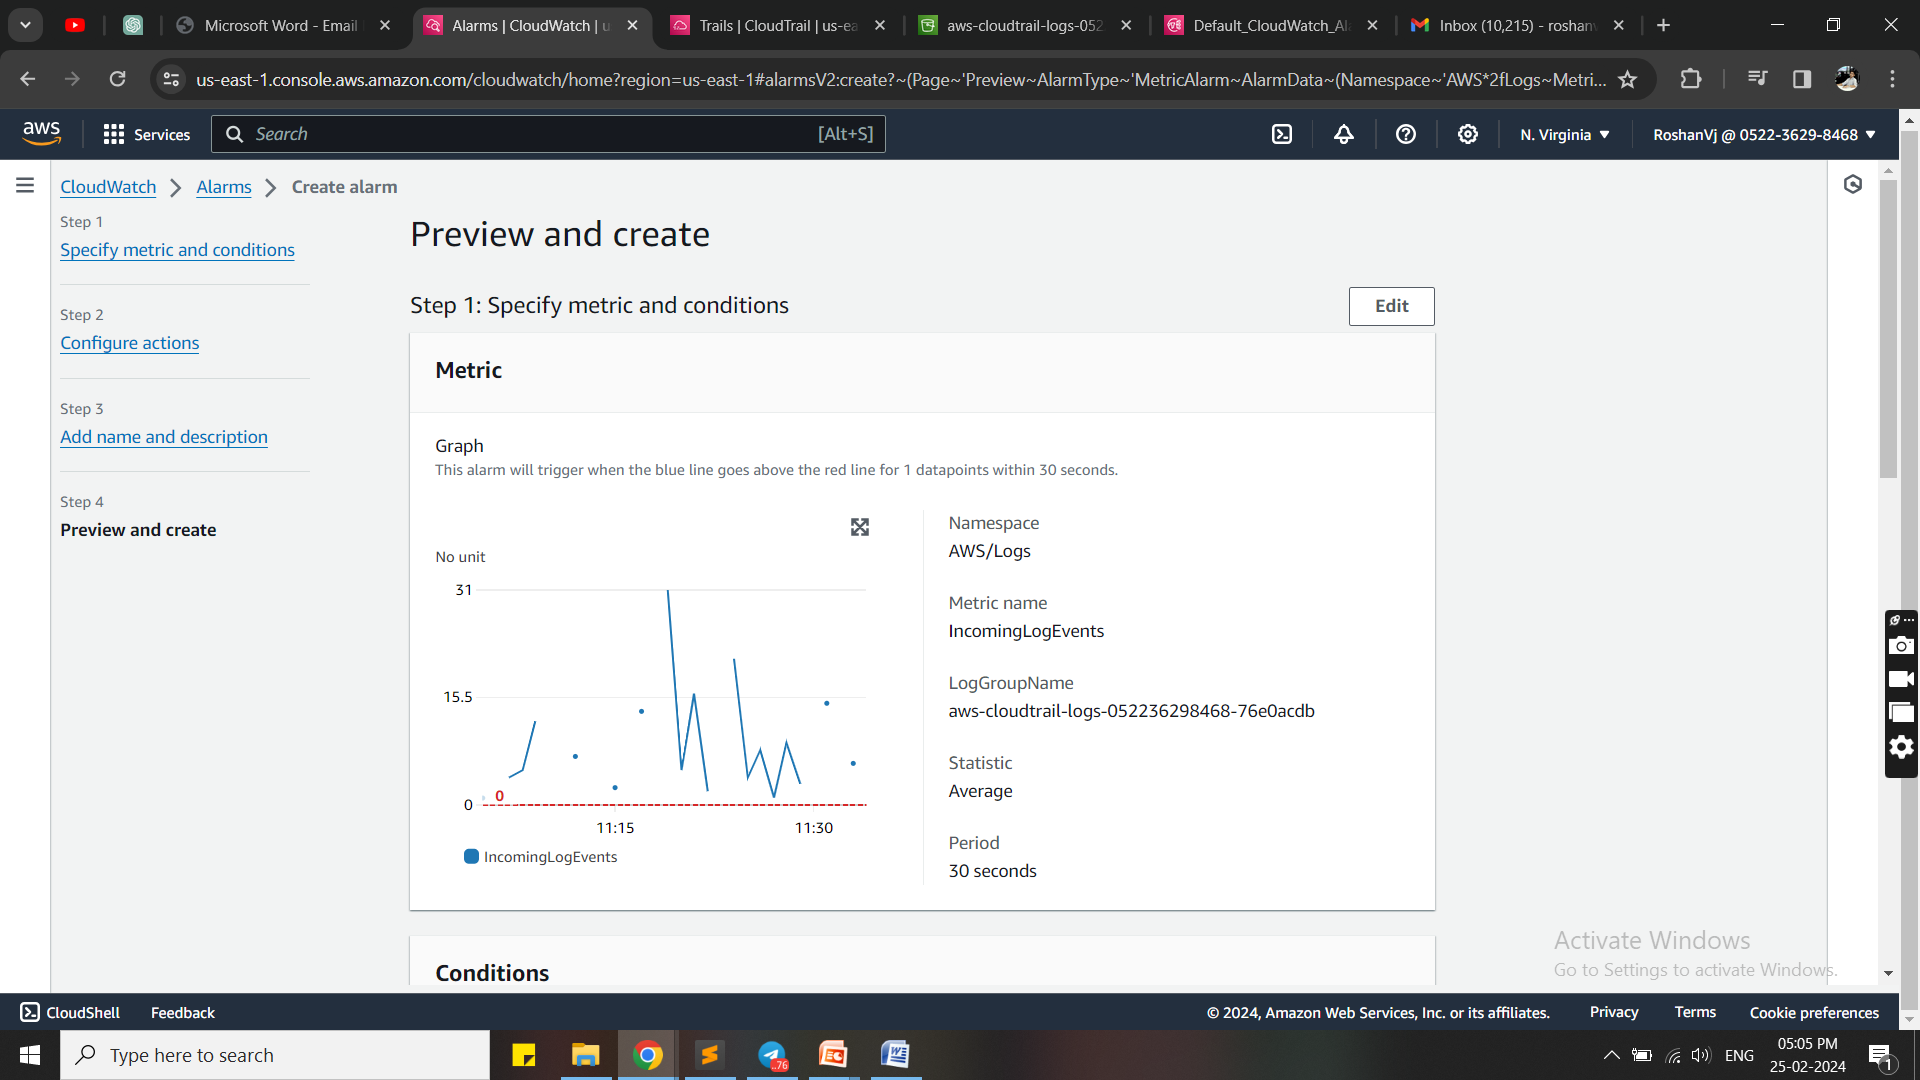 Microsoft Word - Email
Alarms | CloudWatch | u
Trails | CloudTrail | us-ea
aws-cloudtrail-logs-052
Default_CloudWatch_Al
Inbox (10,215) - roshan
us-east-1.console.aws.amazon.com/cloudwatch/home?region=us-east-1#alarmsV2:create?~(Page~'Preview~AlarmType~'MetricAlarm~AlarmData~(Namespace~'AWS*2fLogs~Metri...
aws
Services
Search
[Alt+S]
N. Virginia
RoshanVj @ 0522-3629-8468
CloudWatch
Alarms
Create alarm
Step 1
Specify metric and conditions
Step 2
Configure actions
Step 3
Add name and description
Step 4
Preview and create
Preview and create
Step 1: Specify metric and conditions
Edit
Metric
Graph
This alarm will trigger when the blue line goes above the red line for 1 datapoints within 30 seconds.
No unit
31
15.5
0
0
11:15
11:30
IncomingLogEvents
Namespace
AWS/Logs
Metric name
IncomingLogEvents
LogGroupName
aws-cloudtrail-logs-052236298468-76e0acdb
Statistic
Average
Period
30 seconds
Conditions
Activate Windows
Go to Settings to activate Windows.
CloudShell
Feedback
© 2024, Amazon Web Services, Inc. or its affiliates.
Privacy
Terms
Cookie preferences
Type here to search
..76
ENG
05:05 PM
25-02-2024
1